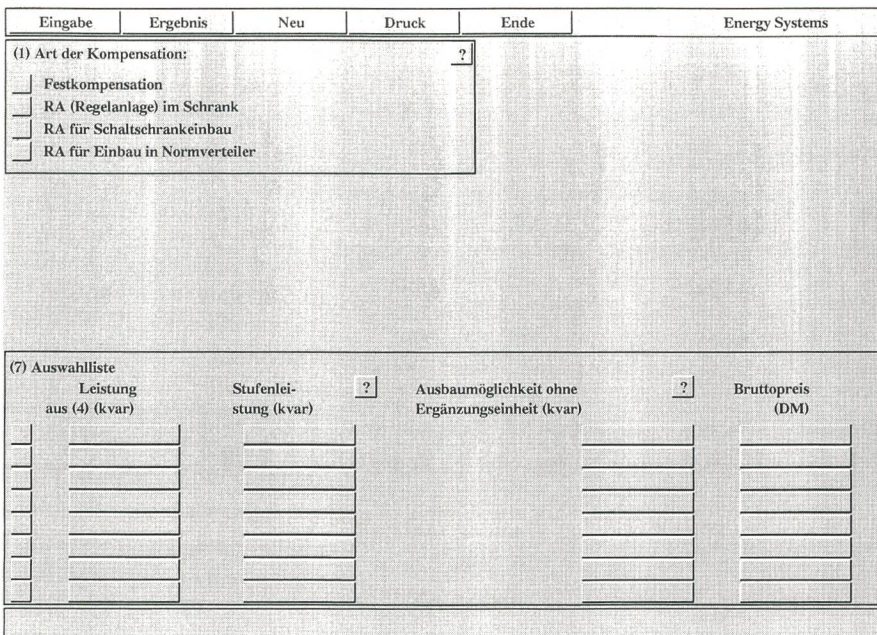 Eingabe Ergebnis Neu Druck Ende Energy Systems
(1) Art der Kompensation: ?
Festkompensation
RA (Regelanlage) im Schrank
RA für Schaltschrankeinbau
RA für Einbau in Normverteiler
(7) Auswahlliste
Leistung Stufenlei- ? Ausbaumöglichkeit ohne ? Bruttopreis
aus (4) (kvar) stung (kvar) Ergänzungseinheit (kvar) (DM)